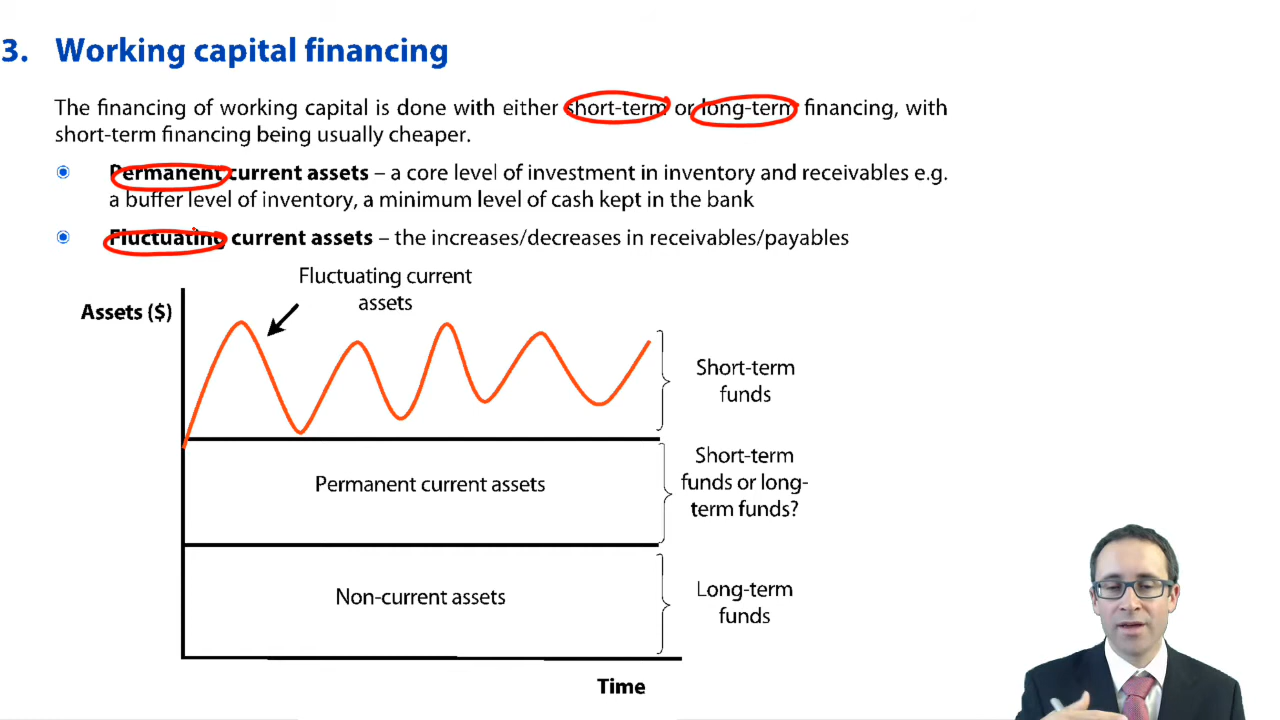 3. Working capital financing
The financing of working capital is done with either short-term or long-term financing, with
short-term financing being usually cheaper.
Permanent current assets – a core level of investment in inventory and receivables e.g.
a buffer level of inventory, a minimum level of cash kept in the bank
Fluctuating current assets – the increases/decreases in receivables/payables
Fluctuating current
assets
Assets ($)
Short-term
funds
Permanent current assets
Short-term
funds or long-
term funds?
Non-current assets
Long-term
funds
Time